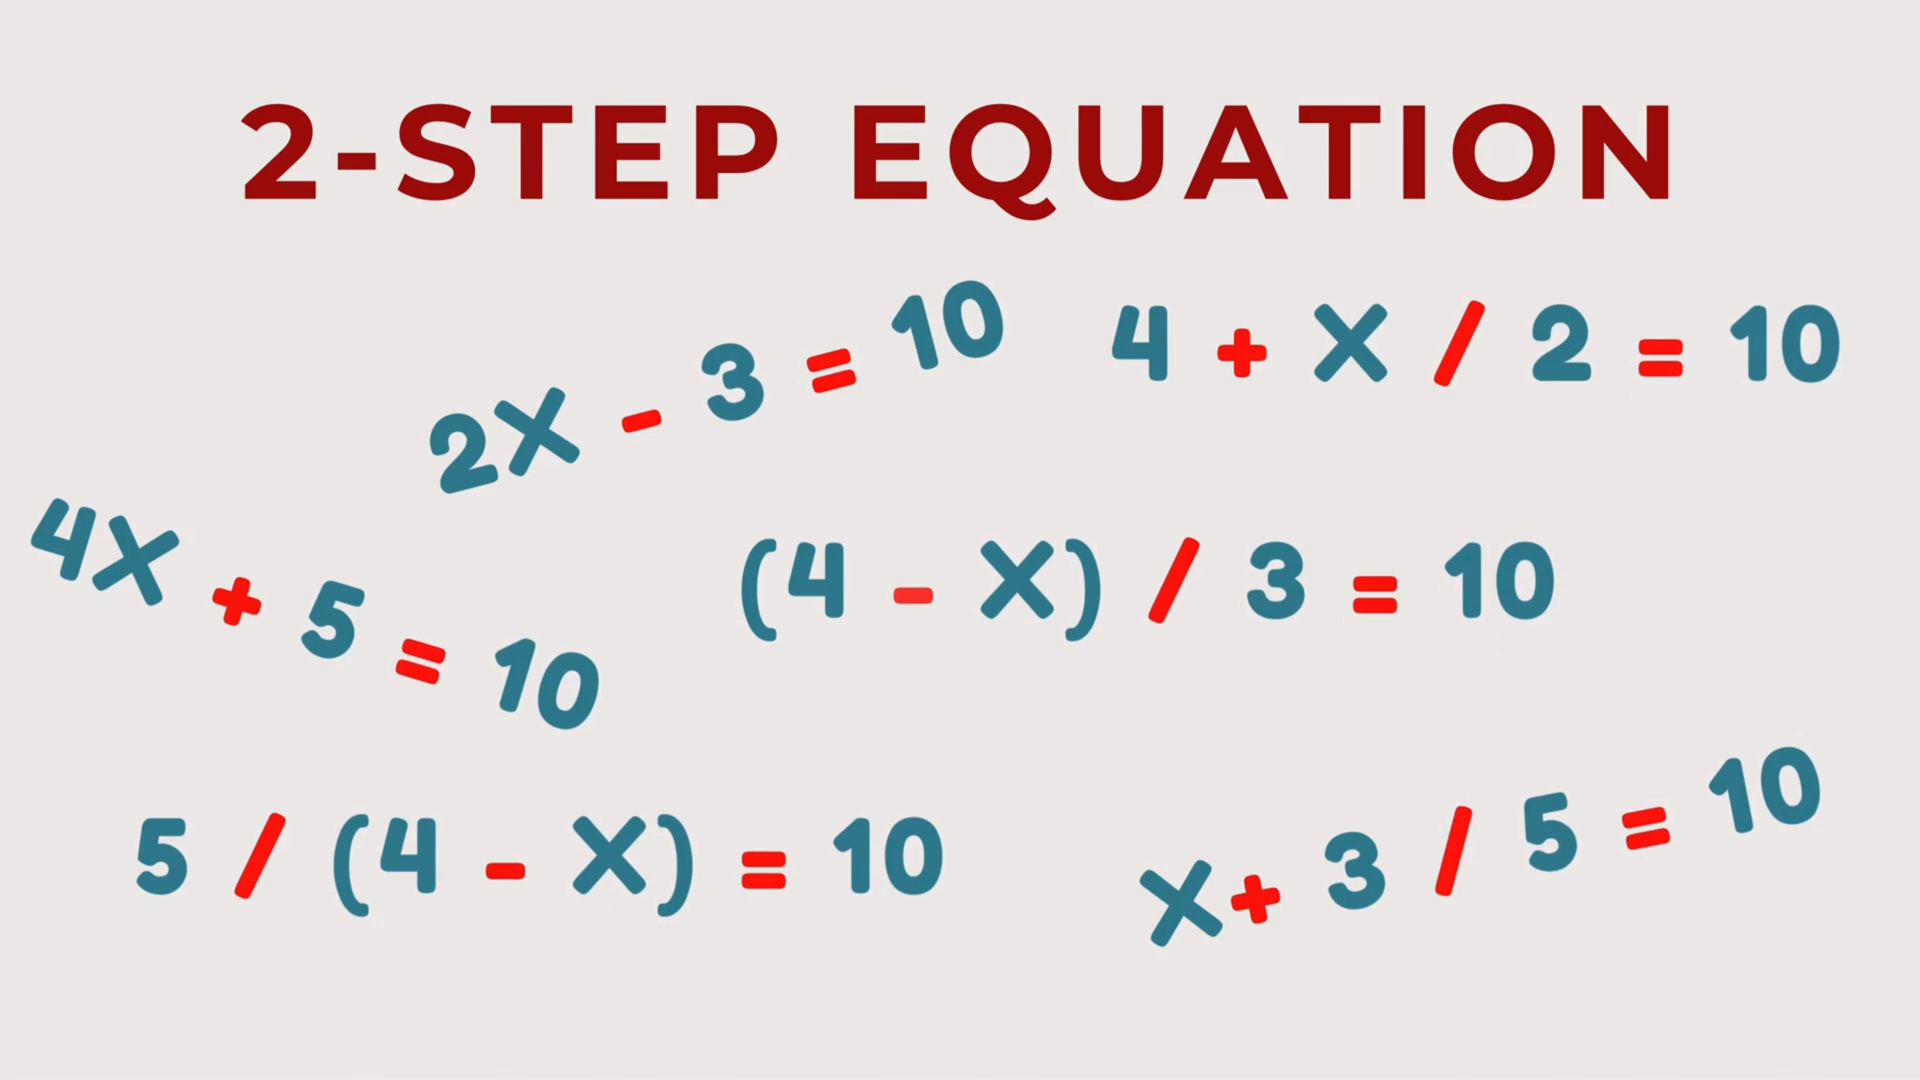 2-STEP EQUATION
2X - 3 = 10
4 + X / 2 = 10
4X + 5 = 10
(4 - X) / 3 = 10
5 / (4 - X) = 10
X+ 3 / 5 = 10